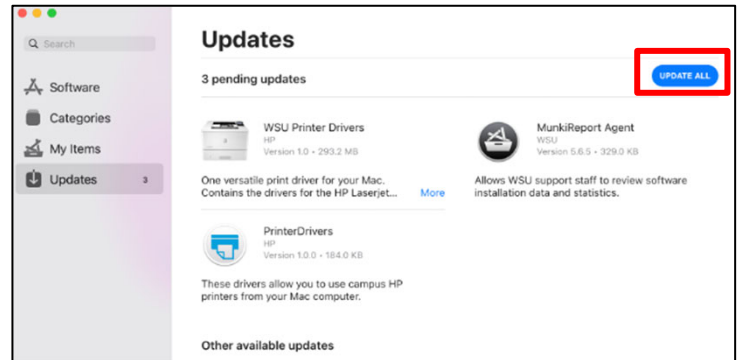 Search
Software
Categories
My Items
Updates 3
Updates
3 pending updates
UPDATE ALL
WSU Printer Drivers
HP
Version 1.0 • 293.2 MB
One versatile print driver for your Mac.
Contains the drivers for the HP Laserjet... More
MunkiReport Agent
WSU
Version 5.6.5 • 329.0 KB
Allows WSU support staff to review software
installation data and statistics.
PrinterDrivers
HP
Version 1.0.0 • 184.0 KB
These drivers allow you to use campus HP
printers from your Mac computer.
Other available updates